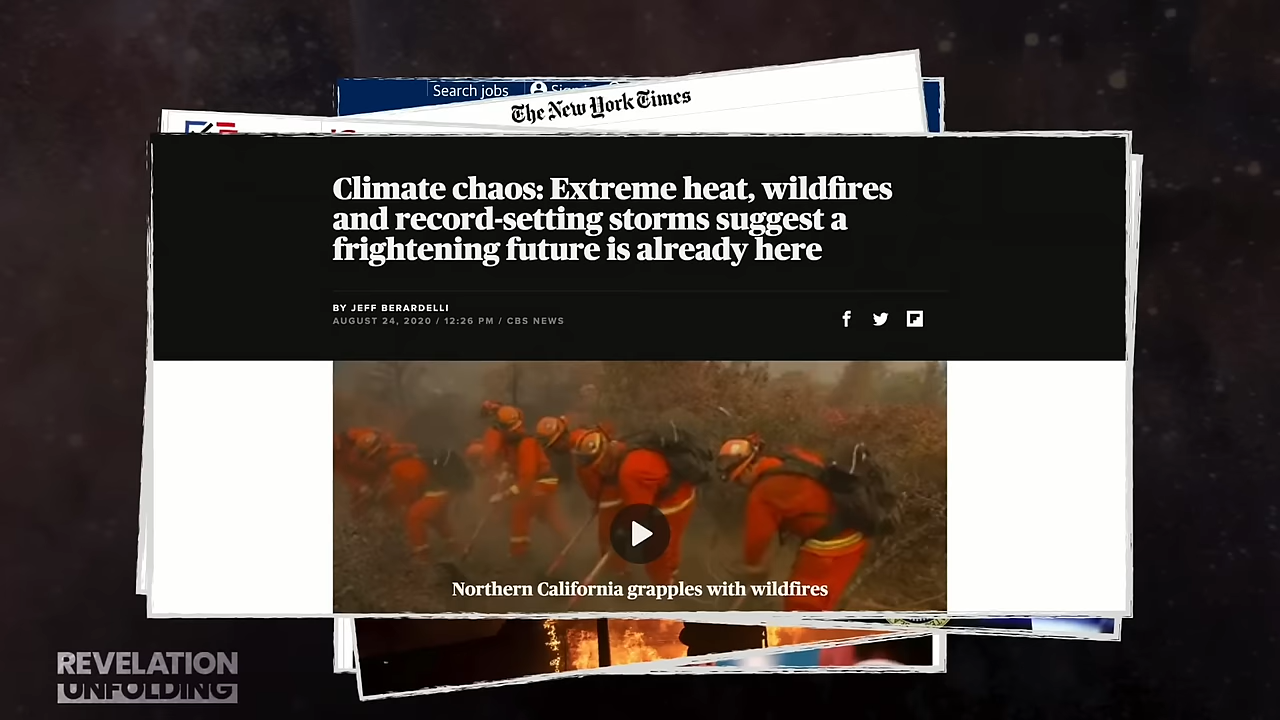 Search jobs
The New York Times
Climate chaos: Extreme heat, wildfires
and record-setting storms suggest a
frightening future is already here
BY JEFF BERARDELLI
AUGUST 24, 2020 / 12:26 PM / CBS NEWS
Northern California grapples with wildfires
REVELATION
UNFOLDING